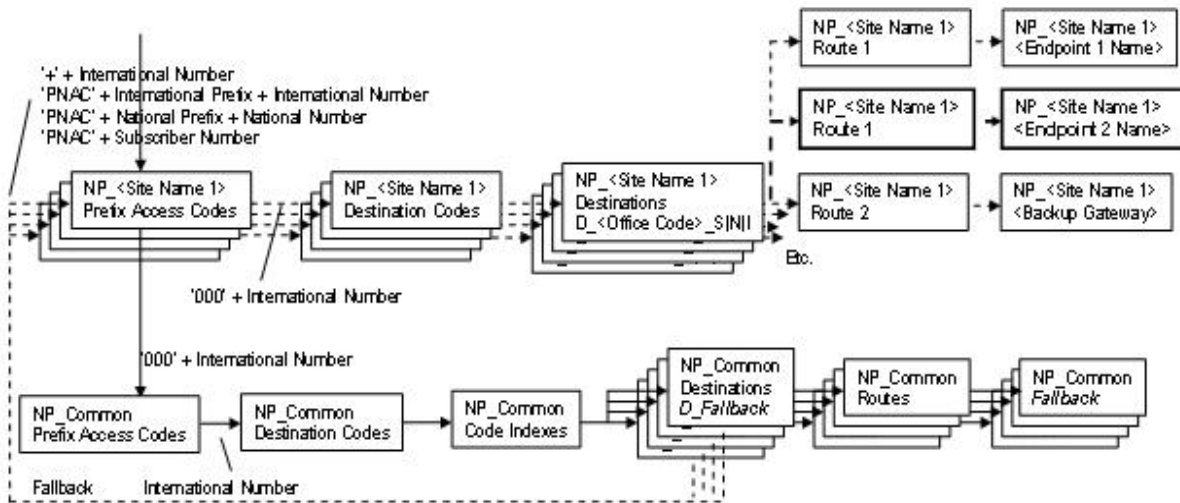 '+' + International Number
'PNAC' + International Prefix + International Number
'PNAC' + National Prefix + National Number
'PNAC' + Subscriber Number
NP_<Site Name 1>
Route 1
NP_<Site Name 1>
<Endpoint 1 Name>
NP_<Site Name 1>
Route 1
NP_<Site Name 1>
<Endpoint 2 Name>
NP_<Site Name 1>
Prefix Access Codes
NP_<Site Name 1>
Destination Codes
NP_<Site Name 1>
Destinations
D_<Office Code>_S|N|I
NP_<Site Name 1>
Route 2
NP_<Site Name 1>
<Backup Gateway>
Etc.
'000' + International Number
'000' + International Number
NP_Common
Prefix Access Codes
NP_Common
Destination Codes
NP_Common
Code Indexes
NP_Common
Destinations
D_Fallback
NP_Common
Routes
NP_Common
Fallback
Fallback
International Number